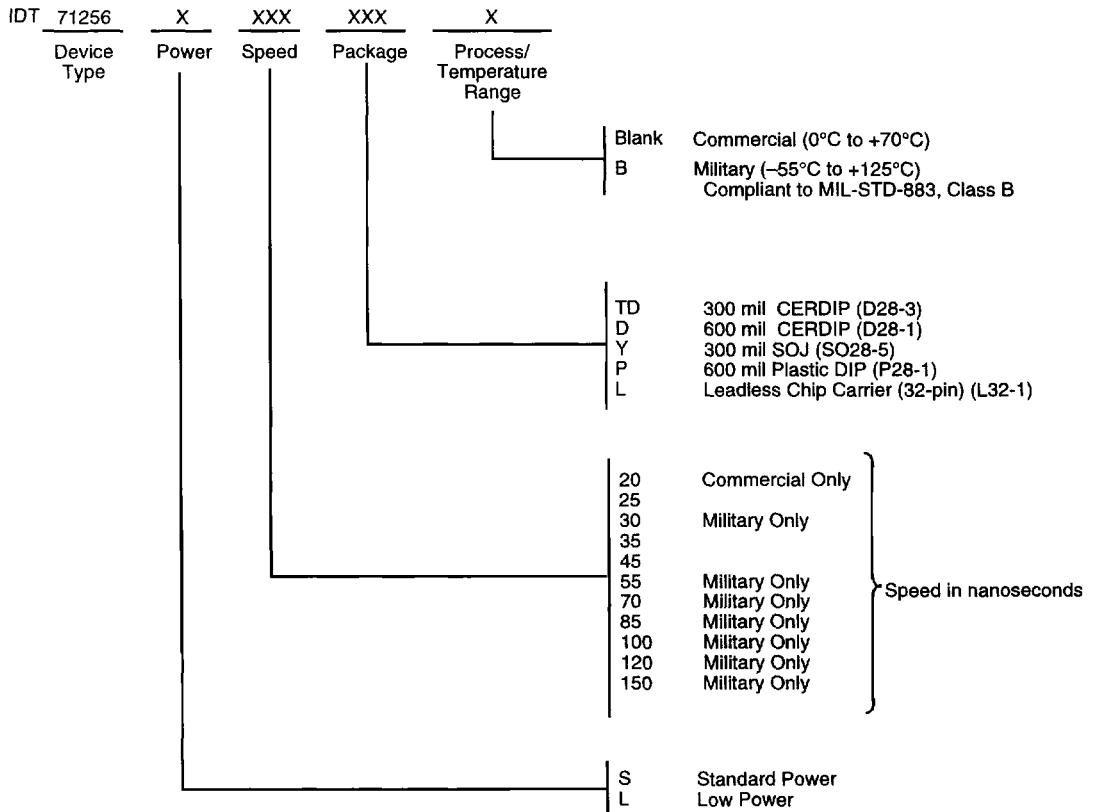 IDT 71256 X XXX XXX X
Device Type Power Speed Package Process/ Temperature Range
Blank Commercial (0°C to +70°C)
B Military (–55°C to +125°C)
Compliant to MIL-STD-883, Class B
TD 300 mil CERDIP (D28-3)
D 600 mil CERDIP (D28-1)
Y 300 mil SOJ (SO28-5)
P 600 mil Plastic DIP (P28-1)
L Leadless Chip Carrier (32-pin) (L32-1)
20 Commercial Only
25
30 Military Only
35
45
55 Military Only
70 Military Only
85 Military Only
100 Military Only
120 Military Only
150 Military Only
Speed in nanoseconds
S Standard Power
L Low Power